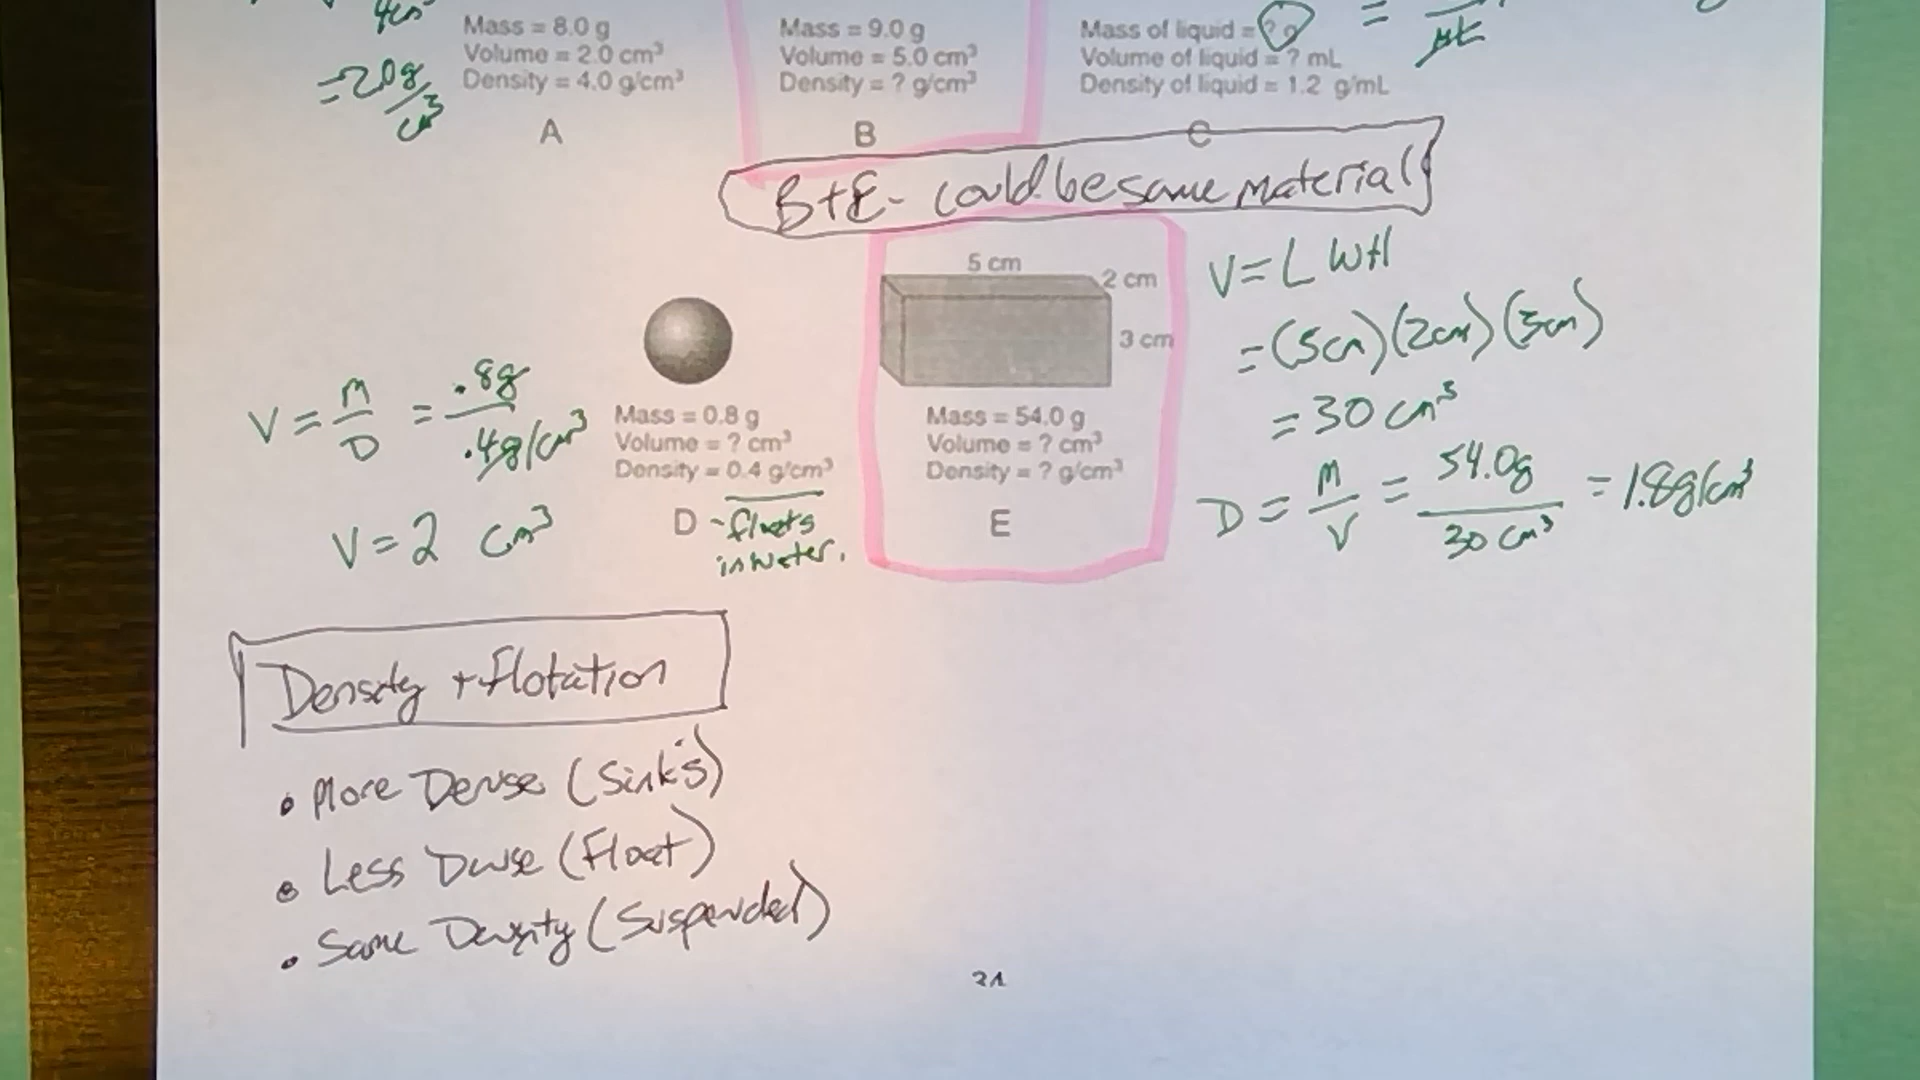 4cm³
Mass = 8.0 g
Volume = 2.0 cm³
Density = 4.0 g/cm³
A
= 2.0g/cm³
Mass = 9.0 g
Volume = 5.0 cm³
Density = ? g/cm³
B
Mass of liquid = ? g
Volume of liquid = ? mL
Density of liquid = 1.2 g/mL
C
=
B+E- could be same material
5 cm
2 cm
3 cm
V = L W H
= (5cm)(2cm)(3cm)
= 30 cm³
D = M/V = 54.0g/30 cm³ = 1.8g/cm³
V = M/D = .8g/.4g/cm³
V = 2 cm³
Mass = 0.8 g
Volume = ? cm³
Density = 0.4 g/cm³
D - floats
in water.
Mass = 54.0 g
Volume = ? cm³
Density = ? g/cm³
E
Density + Flotation
• More Dense (Sinks)
• Less Dense (Float)
• Same Density (Suspended)